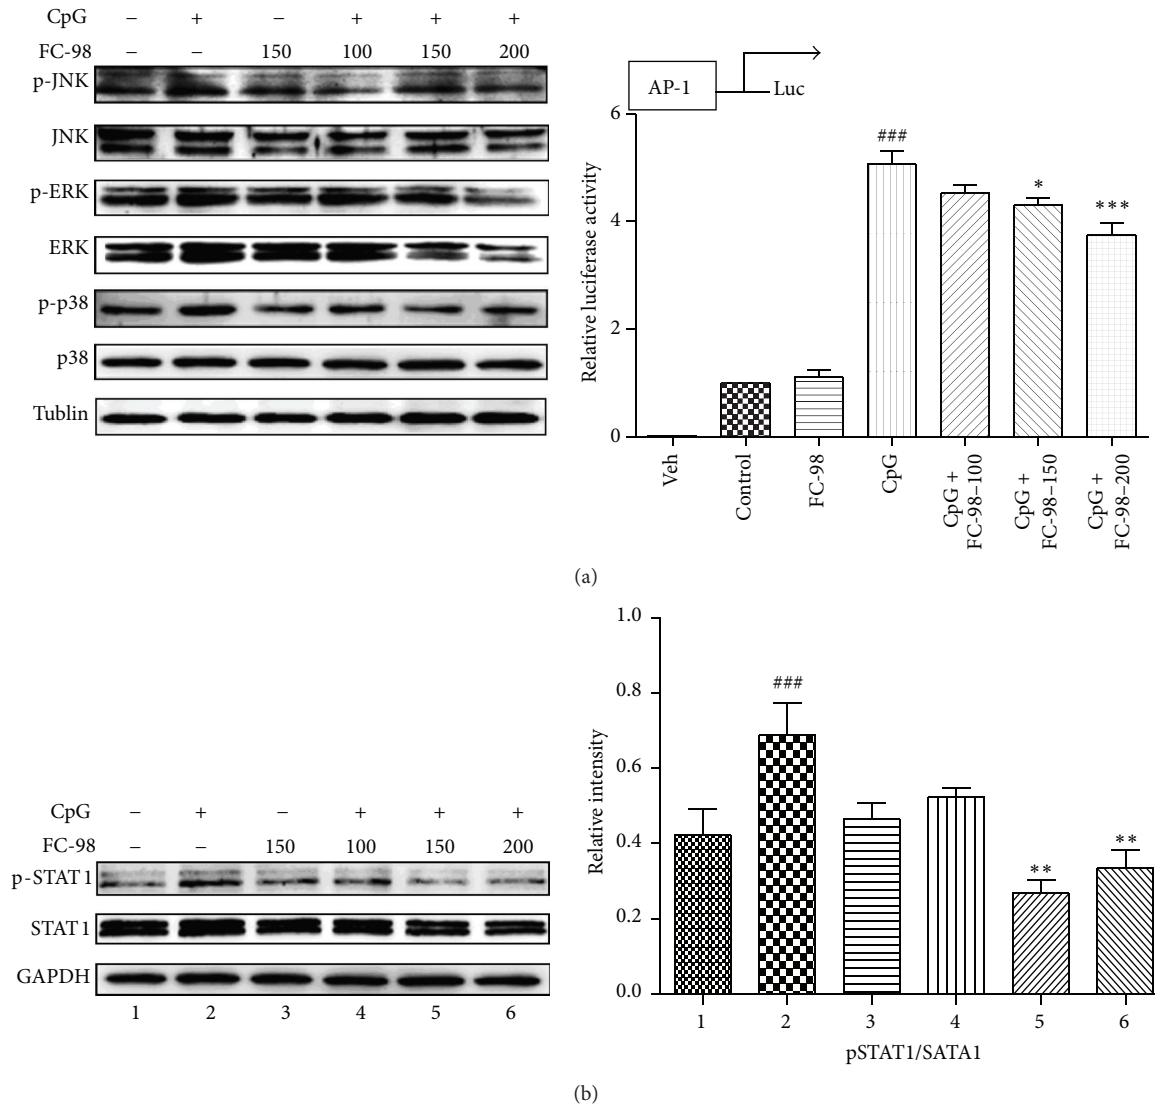 CpG − + − + + +
FC-98 − − 150 100 150 200
p-JNK
JNK
p-ERK
ERK
p-p38
p38
Tublin
AP-1
Luc
Relative luciferase activity
6
4
2
0
###
*
***
Veh
Control
FC-98
CpG
CpG +
FC-98–100
CpG +
FC-98–150
CpG +
FC-98–200
(a)
CpG − + − + + +
FC-98 − − 150 100 150 200
p-STAT1
STAT1
GAPDH
1 2 3 4 5 6
Relative intensity
1.0
0.8
0.6
0.4
0.2
0.0
###
**
**
1 2 3 4 5 6
pSTAT1/SATA1
(b)